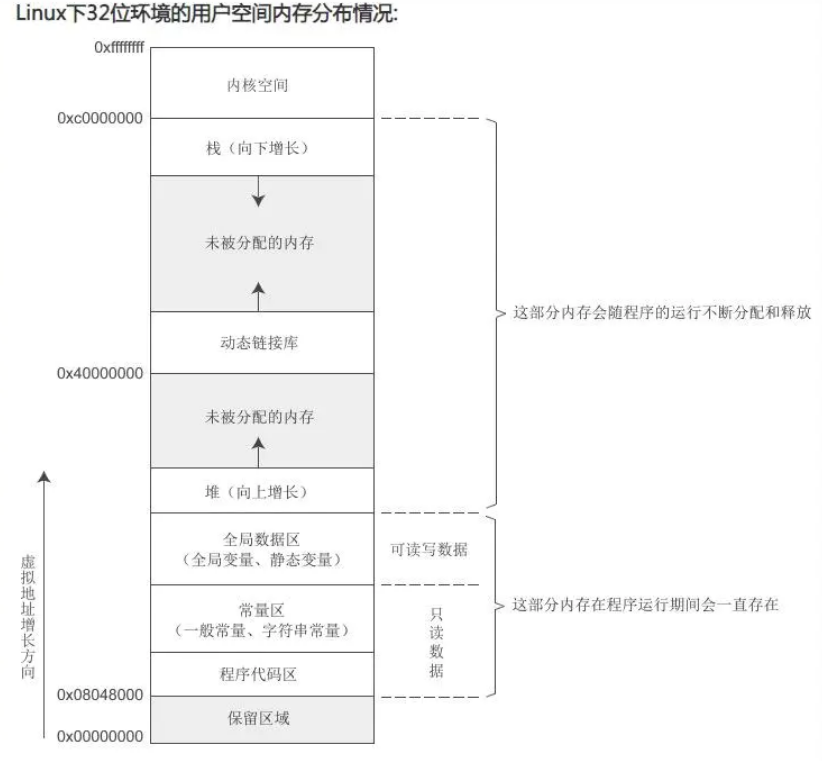 Linux下32位环境的用户空间内存分布情况:
0xffffffff
内核空间
0xc0000000
栈（向下增长）
未被分配的内存
这部分内存会随程序的运行不断分配和释放
动态链接库
0x40000000
未被分配的内存
堆（向上增长）
全局数据区
（全局变量、静态变量）
可读写数据
虚拟地址增长方向
常量区
（一般常量、字符串常量）
只读数据
这部分内存在程序运行期间会一直存在
程序代码区
0x08048000
保留区域
0x00000000